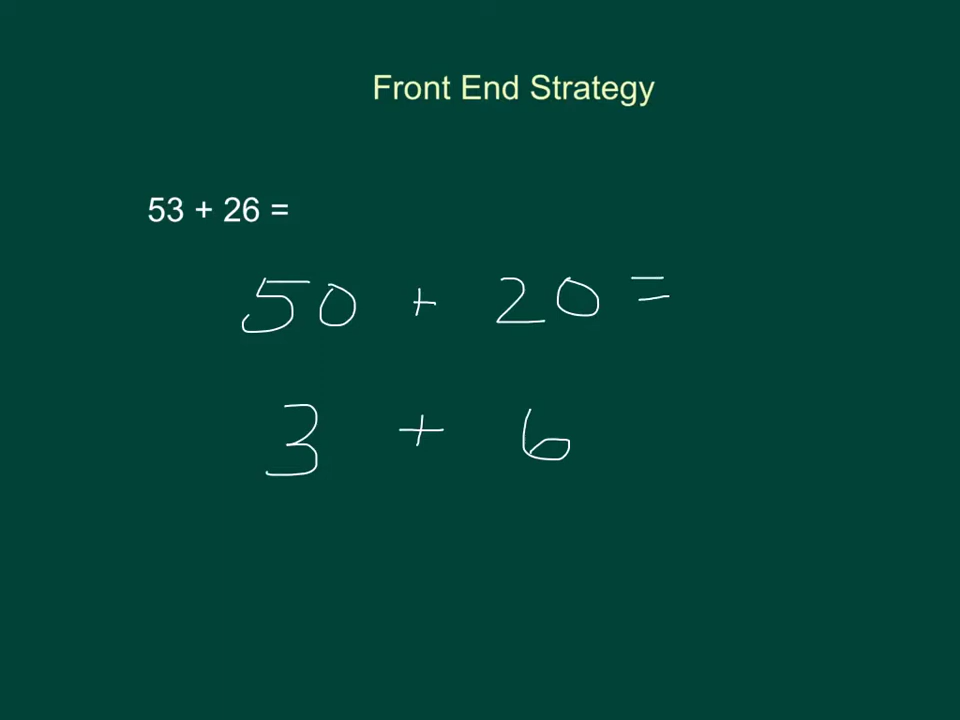 Front End Strategy
53 + 26 =
50 + 20 =
3 + 6